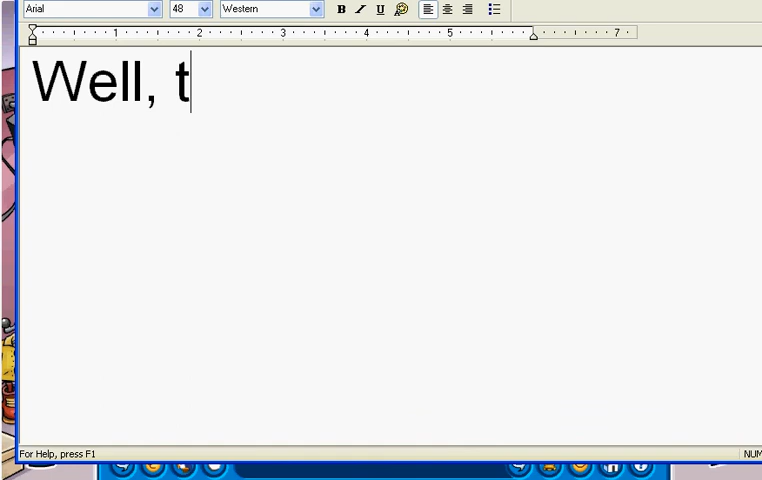 Arial 48 Western B I U
1 2 3 4 5 7
Well, t
For Help, press F1 NUM